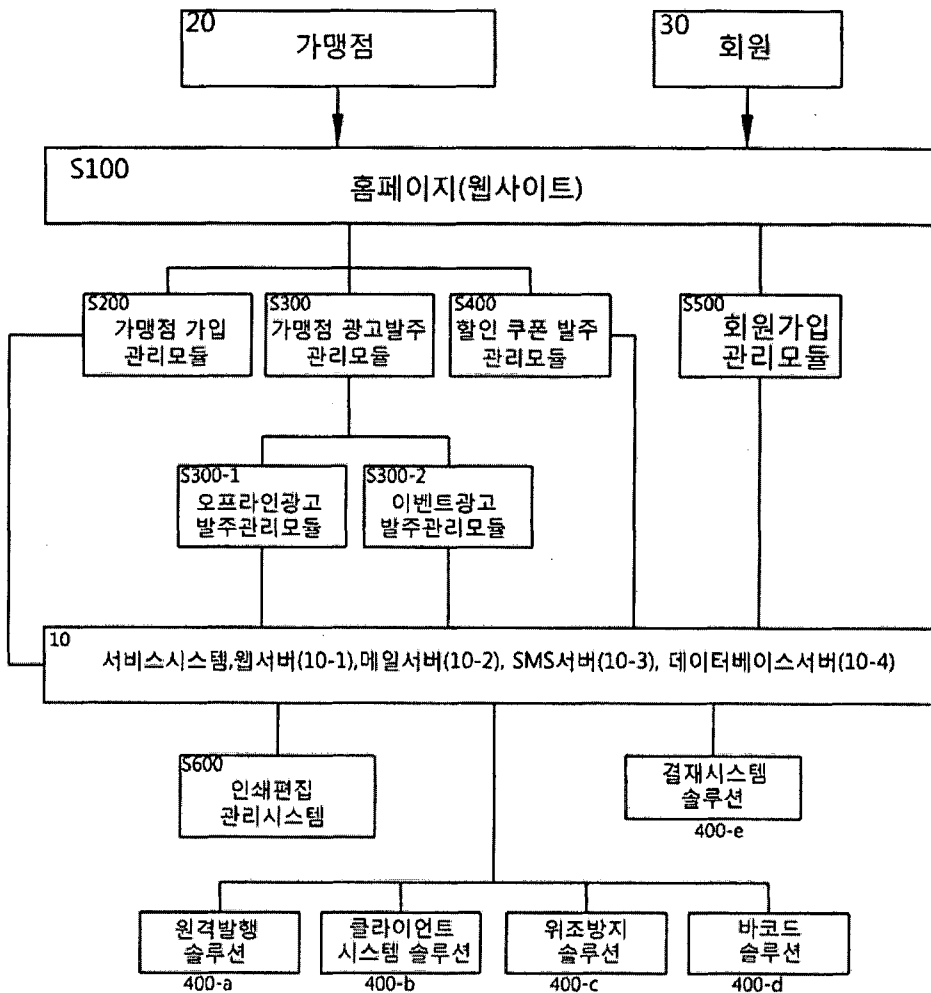 20
가맹점
30
회원
S100
홈페이지(웹사이트)
S200
가맹점 가입
관리모듈
S300
가맹점 광고발주
관리모듈
S400
할인 쿠폰 발주
관리모듈
S500
회원가입
관리모듈
S300-1
오프라인광고
발주관리모듈
S300-2
이벤트광고
발주관리모듈
10
서비스시스템,웹서버(10-1),메일서버(10-2), SMS서버(10-3), 데이터베이스서버(10-4)
S600
인쇄편집
관리시스템
결재시스템
솔루션
400-e
원격발행
솔루션
400-a
클라이언트
시스템 솔루션
400-b
위조방지
솔루션
400-c
바코드
솔루션
400-d